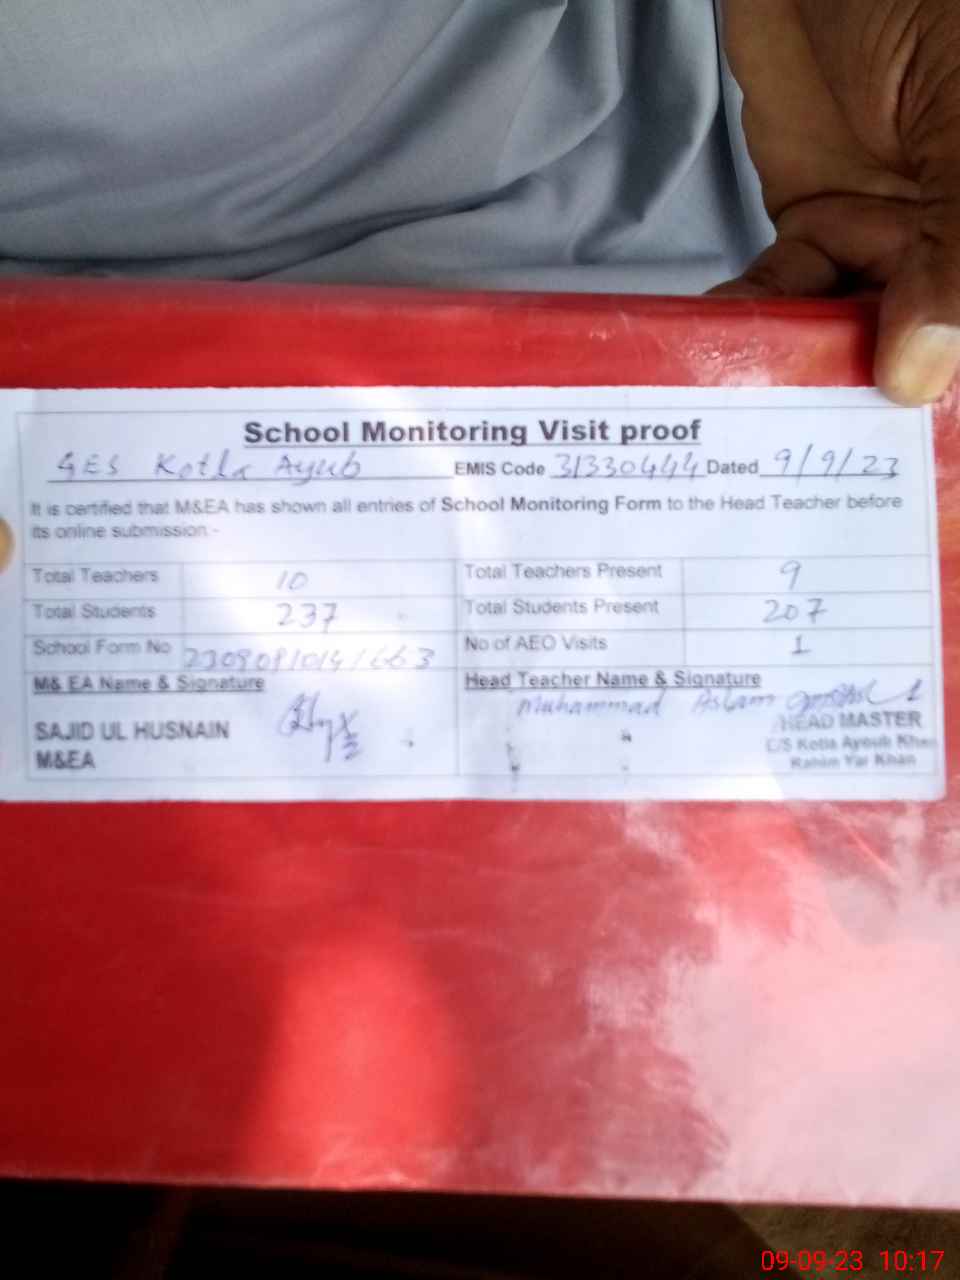 School Monitoring Visit proof
GES Kotla Ayub EMIS Code 31330444 Dated 9/9/23
It is certified that M&EA has shown all entries of School Monitoring Form to the Head Teacher before
its online submission -
Total Teachers 10 Total Teachers Present 9
Total Students 237 Total Students Present 207
School Form No No of AEO Visits 1
M& EA Name & Signature Head Teacher Name & Signature
Muhammad Aslam
SAJID UL HUSNAIN HEAD MASTER
M&EA E/S Kotla Ayoub Khan
Rahim Yar Khan
09-09-23 10:17